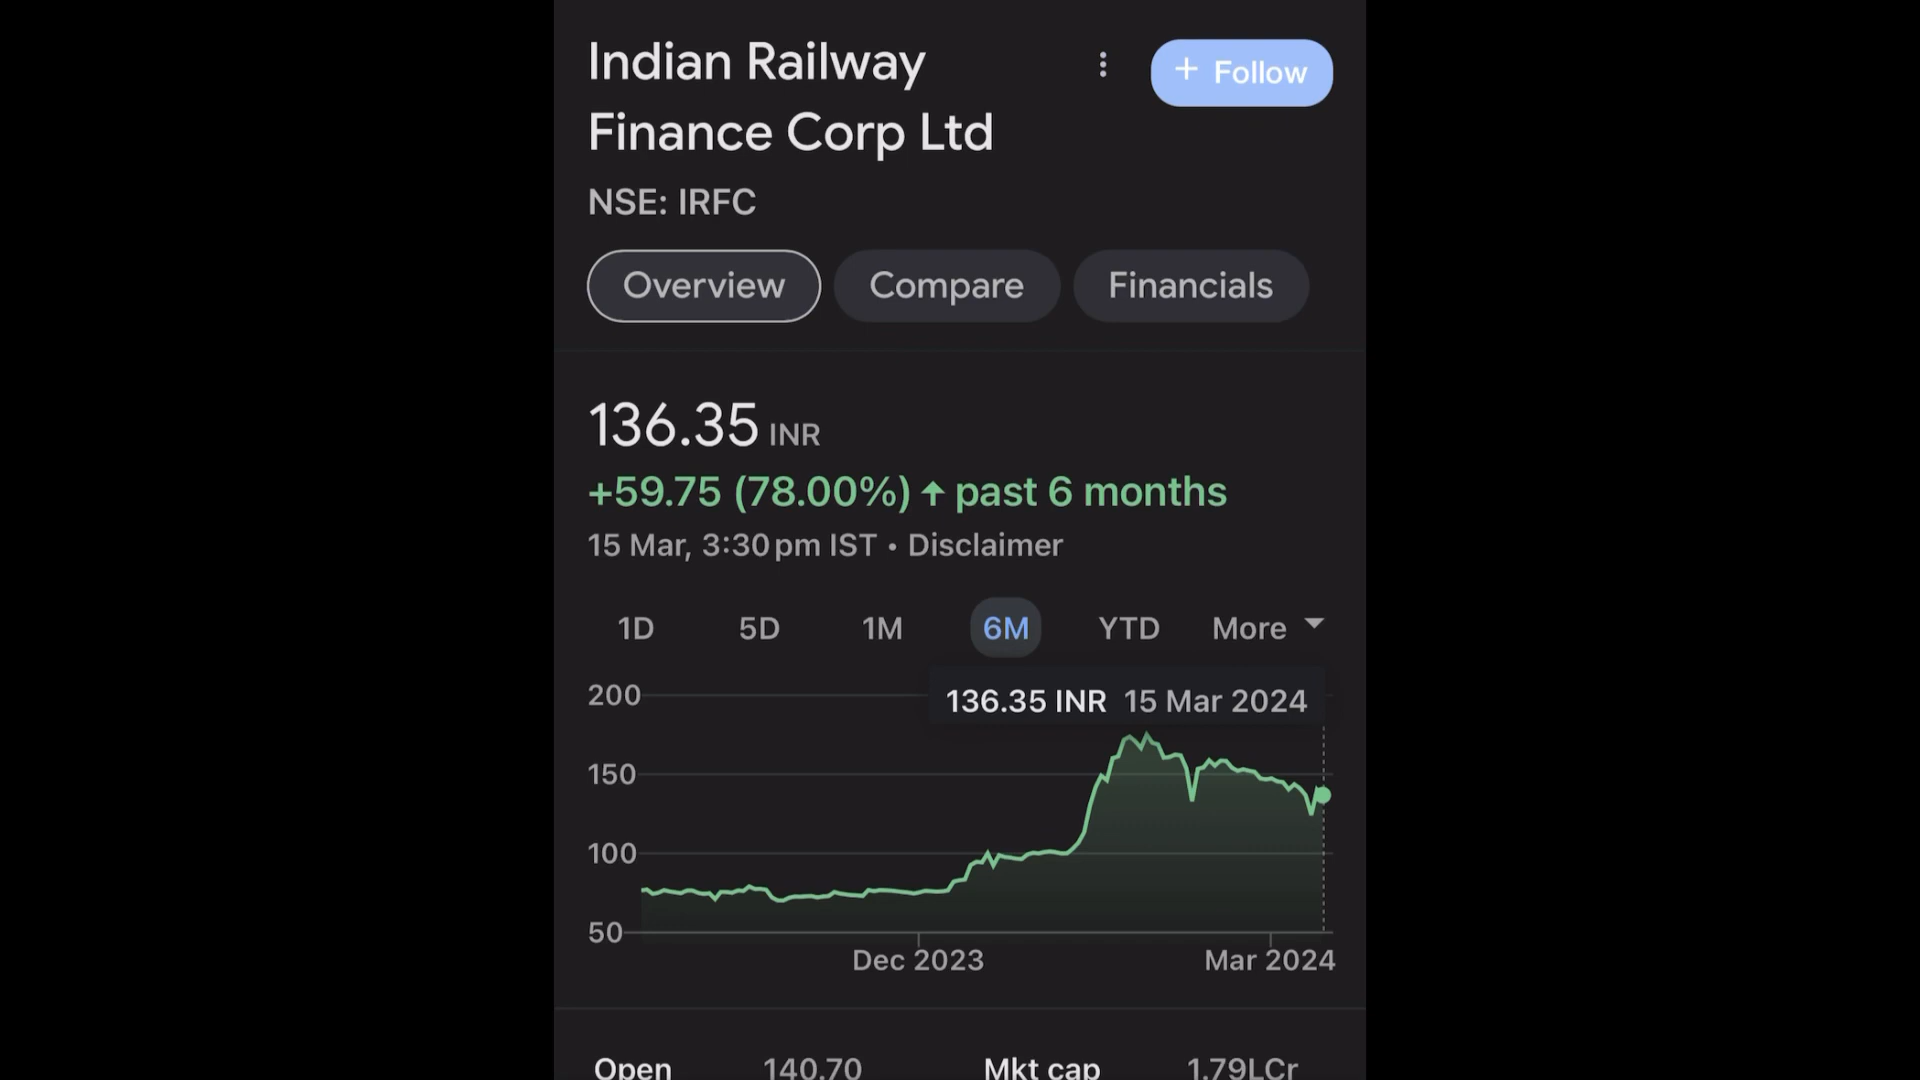 Indian Railway
Finance Corp Ltd
+ Follow
NSE: IRFC
Overview Compare Financials
136.35 INR
+59.75 (78.00%) ↑ past 6 months
15 Mar, 3:30 pm IST • Disclaimer
1D 5D 1M 6M YTD More
136.35 INR 15 Mar 2024
200
150
100
50
Dec 2023 Mar 2024
Open 140.70 Mkt cap 1.79LCr